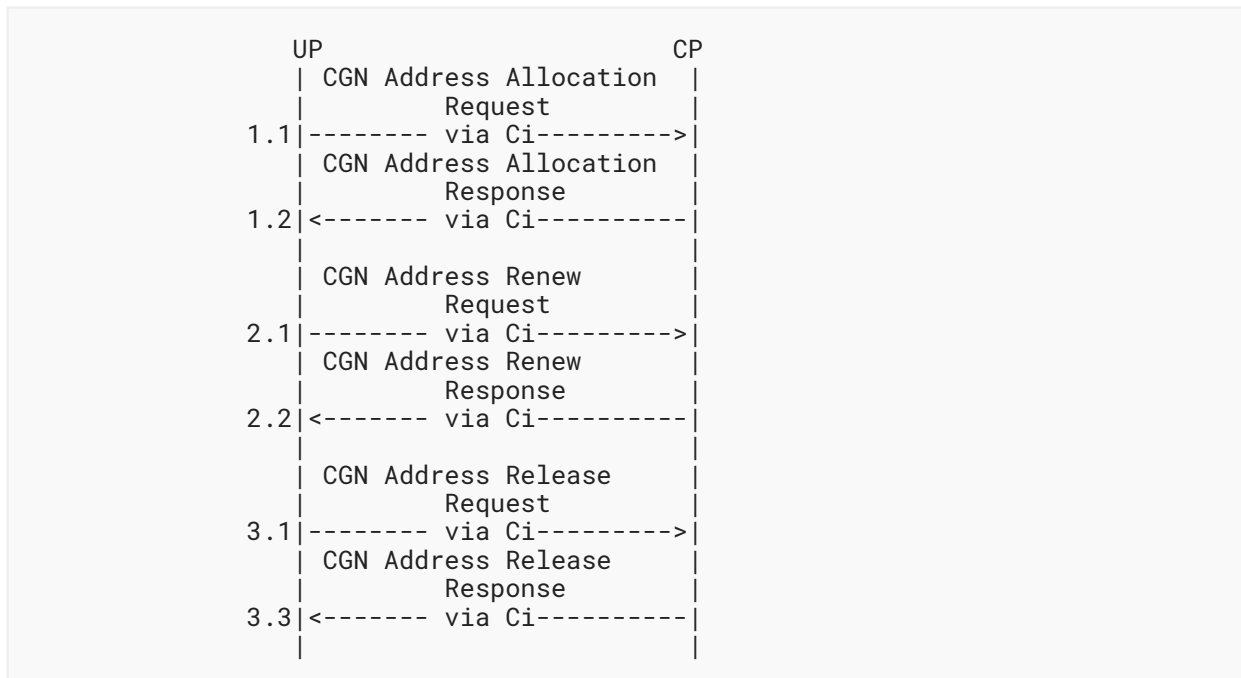 UP                        CP
   | CGN Address Allocation  |
   |         Request         |
1.1|-------- via Ci--------->|
   | CGN Address Allocation  |
   |         Response        |
1.2|<------- via Ci----------|
   |                         |
   | CGN Address Renew       |
   |         Request         |
2.1|-------- via Ci--------->|
   | CGN Address Renew       |
   |         Response        |
2.2|<------- via Ci----------|
   |                         |
   | CGN Address Release     |
   |         Request         |
3.1|-------- via Ci--------->|
   | CGN Address Release     |
   |         Response        |
3.3|<------- via Ci----------|
   |                         |